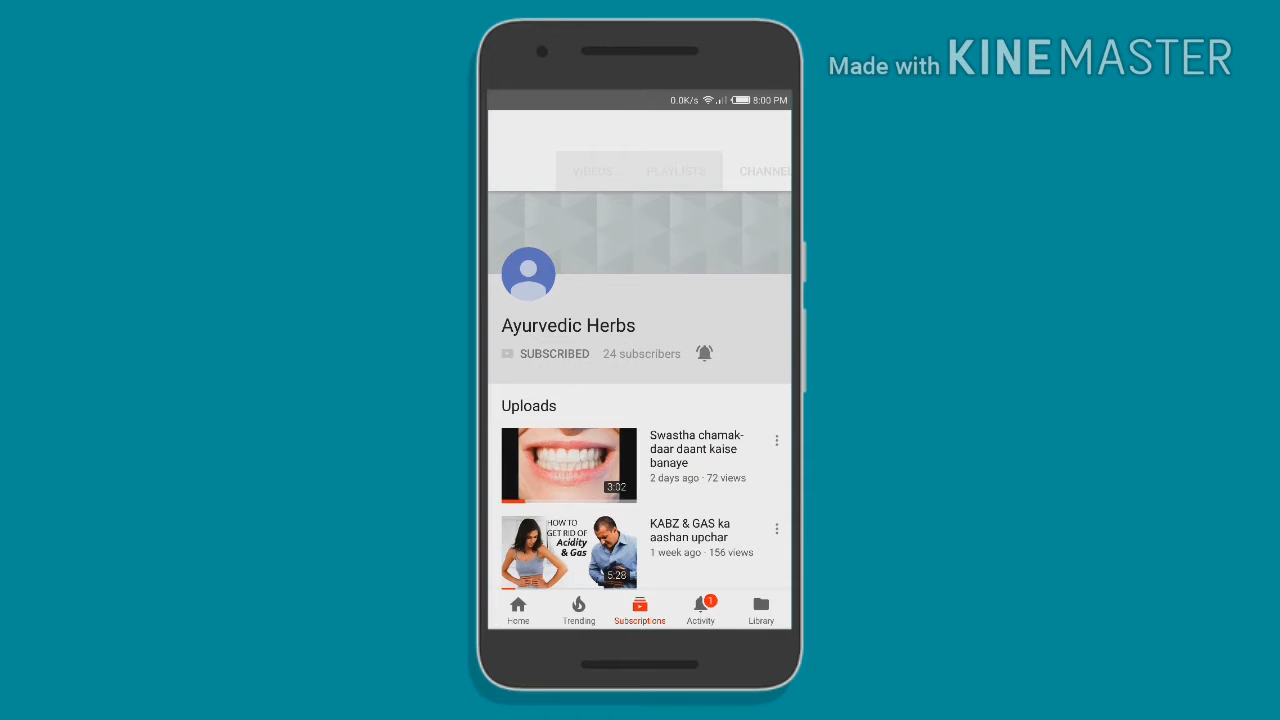 Made with KINEMASTER
0.0K/s 8:00 PM
VIDEOS PLAYLISTS CHANNEL
Ayurvedic Herbs
SUBSCRIBED 24 subscribers
Uploads
3:02
Swastha chamak-
daar daant kaise
banaye
2 days ago · 72 views
HOW TO
GET RID OF
Acidity
& Gas
5:28
KABZ & GAS ka
aashan upchar
1 week ago · 156 views
1
Home Trending Subscriptions Activity Library